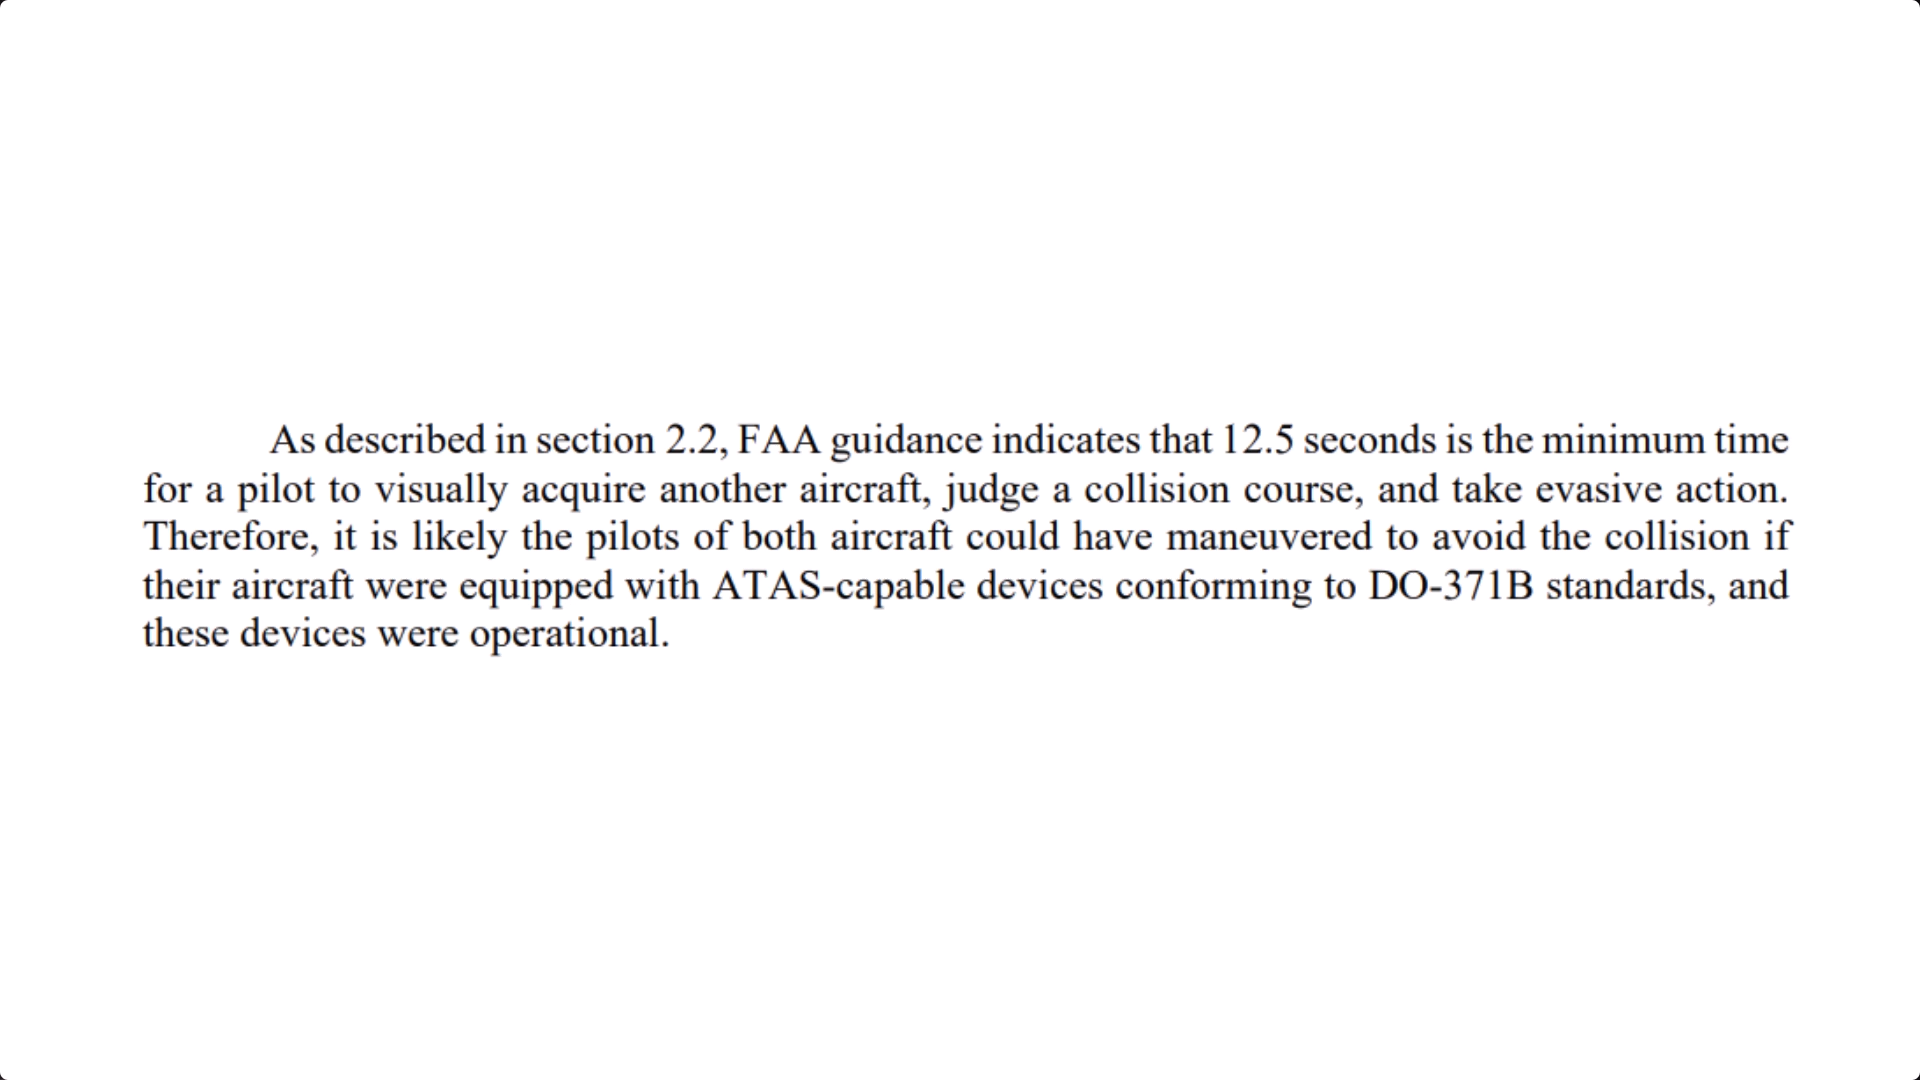 As described in section 2.2, FAA guidance indicates that 12.5 seconds is the minimum time
for a pilot to visually acquire another aircraft, judge a collision course, and take evasive action.
Therefore, it is likely the pilots of both aircraft could have maneuvered to avoid the collision if
their aircraft were equipped with ATAS-capable devices conforming to DO-371B standards, and
these devices were operational.